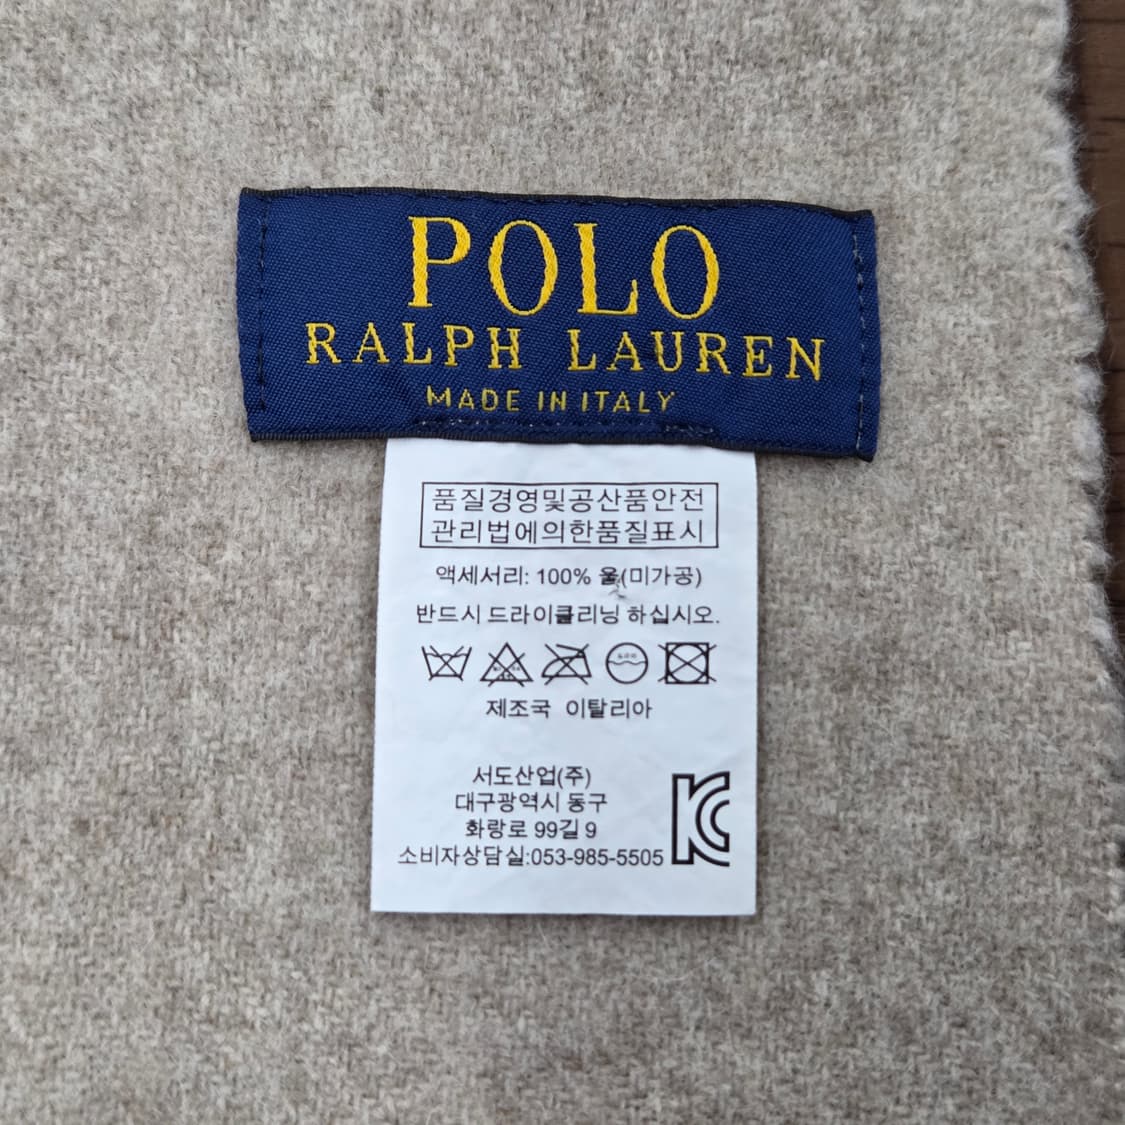 POLO
RALPH LAUREN
MADE IN ITALY
품질경영및공산품안전
관리법에의한품질표시
액세서리: 100% 울(미가공)
반드시 드라이클리닝 하십시오.
드라이
제조국 이탈리아
서도산업(주)
대구광역시 동구
화랑로 99길 9
소비자상담실:053-985-5505